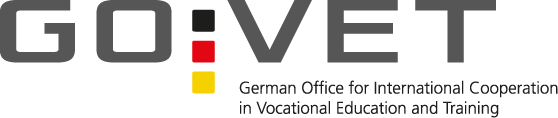 GO VET
German Office for International Cooperation
in Vocational Education and Training